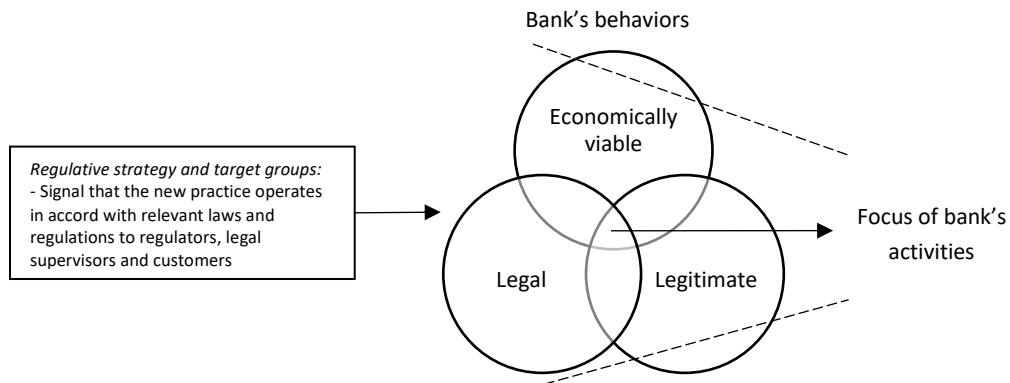 Bank’s behaviors
Economically
viable
Regulative strategy and target groups:
- Signal that the new practice operates
in accord with relevant laws and
regulations to regulators, legal
supervisors and customers
Focus of bank’s
activities
Legal
Legitimate